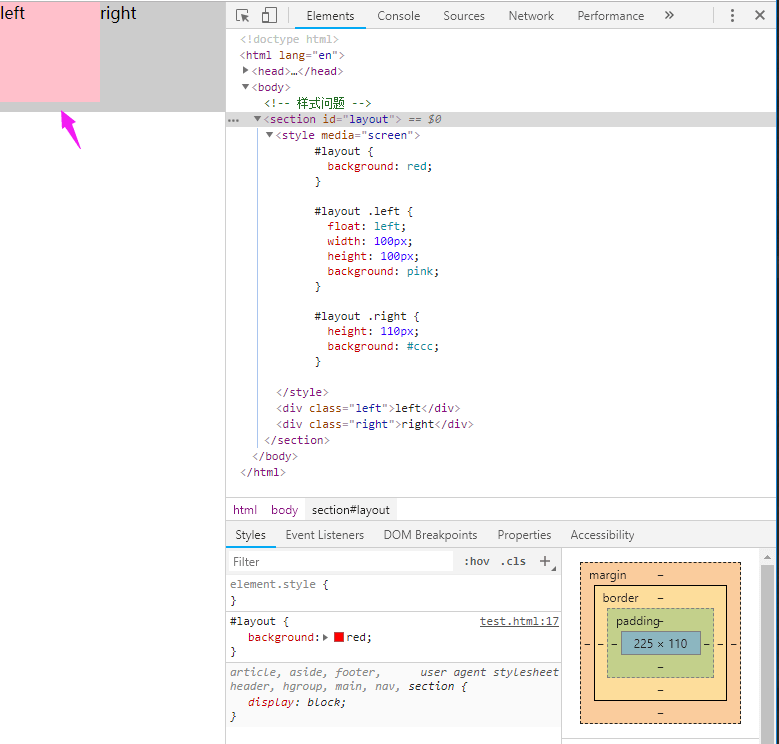 left right
Elements Console Sources Network Performance »
<!doctype html>
<html lang="en">
<head>…</head>
<body>
<!-- 样式问题 -->
… <section id="layout"> == $0
<style media="screen">
#layout {
background: red;
}
#layout .left {
float: left;
width: 100px;
height: 100px;
background: pink;
}
#layout .right {
height: 110px;
background: #ccc;
}
</style>
<div class="left">left</div>
<div class="right">right</div>
</section>
</body>
</html>
html body section#layout
Styles Event Listeners DOM Breakpoints Properties Accessibility
Filter :hov .cls +
element.style {
}
#layout { test.html:17
background: red;
}
article, aside, footer, user agent stylesheet
header, hgroup, main, nav, section {
display: block;
}
margin –
border –
padding –
– – – 225 × 110 – – –
–
–
–